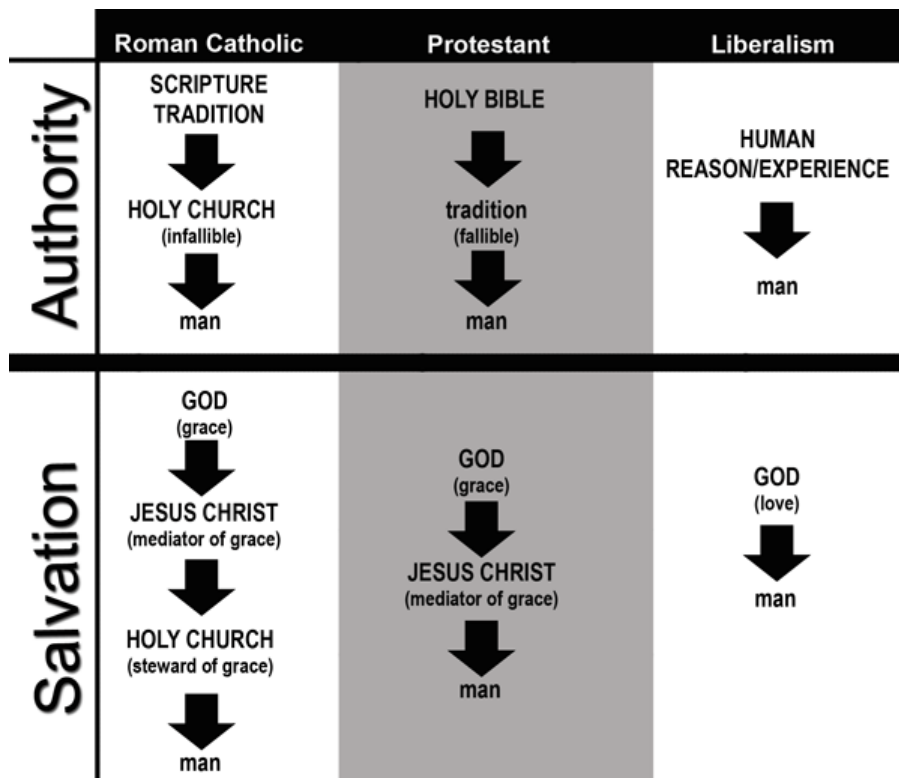 Roman Catholic
Protestant
Liberalism
Authority
SCRIPTURE
TRADITION
HOLY CHURCH
(infallible)
man
HOLY BIBLE
tradition
(fallible)
man
HUMAN
REASON/EXPERIENCE
man
Salvation
GOD
(grace)
JESUS CHRIST
(mediator of grace)
HOLY CHURCH
(steward of grace)
man
GOD
(grace)
JESUS CHRIST
(mediator of grace)
man
GOD
(love)
man